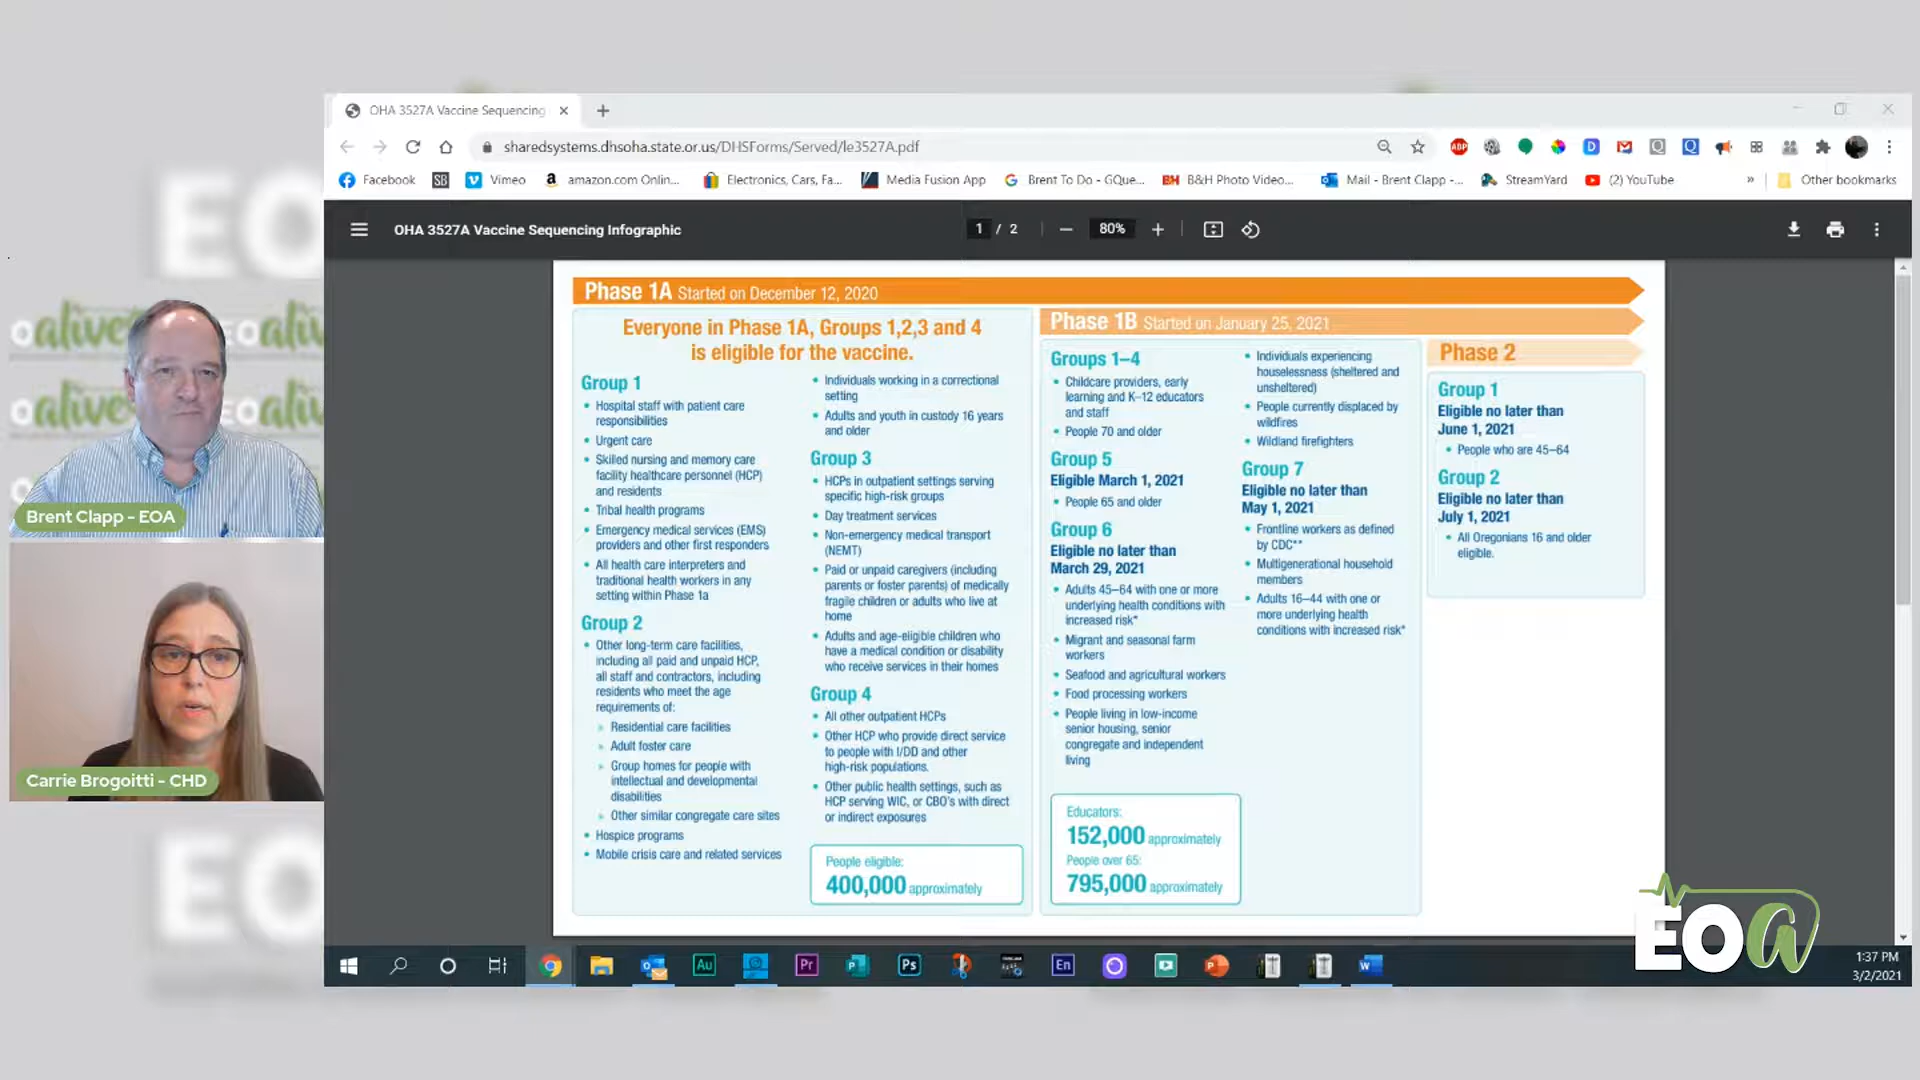 OHA 3527A Vaccine Sequencing
sharedsystems.dhsoha.state.or.us/DHSForms/Served/le3527A.pdf
Facebook
SB
Vimeo
amazon.com Onlin...
Electronics, Cars, Fa...
Media Fusion App
Brent To Do - GQue...
BH B&H Photo Video...
Mail - Brent Clapp -...
StreamYard
(2) YouTube
»
Other bookmarks
OHA 3527A Vaccine Sequencing Infographic
1 / 2
80%
Phase 1A Started on December 12, 2020
Everyone in Phase 1A, Groups 1,2,3 and 4
is eligible for the vaccine.
Group 1
• Hospital staff with patient care
responsibilities
• Urgent care
• Skilled nursing and memory care
facility healthcare personnel (HCP)
and residents
• Tribal health programs
• Emergency medical services (EMS)
providers and other first responders
• All health care interpreters and
traditional health workers in any
setting within Phase 1a
Group 2
• Other long-term care facilities,
including all paid and unpaid HCP,
all staff and contractors, including
residents who meet the age
requirements of:
» Residential care facilities
» Adult foster care
» Group homes for people with
intellectual and developmental
disabilities
» Other similar congregate care sites
• Hospice programs
• Mobile crisis care and related services
• Individuals working in a correctional
setting
• Adults and youth in custody 16 years
and older
Group 3
• HCPs in outpatient settings serving
specific high-risk groups
• Day treatment services
• Non-emergency medical transport
(NEMT)
• Paid or unpaid caregivers (including
parents or foster parents) of medically
fragile children or adults who live at
home
• Adults and age-eligible children who
have a medical condition or disability
who receive services in their homes
Group 4
• All other outpatient HCPs
• Other HCP who provide direct service
to people with I/DD and other
high-risk populations.
• Other public health settings, such as
HCP serving WIC, or CBO's with direct
or indirect exposures
People eligible:
400,000 approximately
Phase 1B Started on January 25, 2021
Groups 1–4
• Childcare providers, early
learning and K–12 educators
and staff
• People 70 and older
Group 5
Eligible March 1, 2021
• People 65 and older
Group 6
Eligible no later than
March 29, 2021
• Adults 45–64 with one or more
underlying health conditions with
increased risk*
• Migrant and seasonal farm
workers
• Seafood and agricultural workers
• Food processing workers
• People living in low-income
senior housing, senior
congregate and independent
living
Educators:
152,000 approximately
People over 65:
795,000 approximately
• Individuals experiencing
houselessness (sheltered and
unsheltered)
• People currently displaced by
wildfires
• Wildland firefighters
Group 7
Eligible no later than
May 1, 2021
• Frontline workers as defined
by CDC**
• Multigenerational household
members
• Adults 16–44 with one or
more underlying health
conditions with increased risk*
Phase 2
Group 1
Eligible no later than
June 1, 2021
• People who are 45–64
Group 2
Eligible no later than
July 1, 2021
• All Oregonians 16 and older
eligible.
Brent Clapp - EOA
Carrie Brogoitti - CHD
EOa
Au
Pr
Ps
En
1:37 PM
3/2/2021